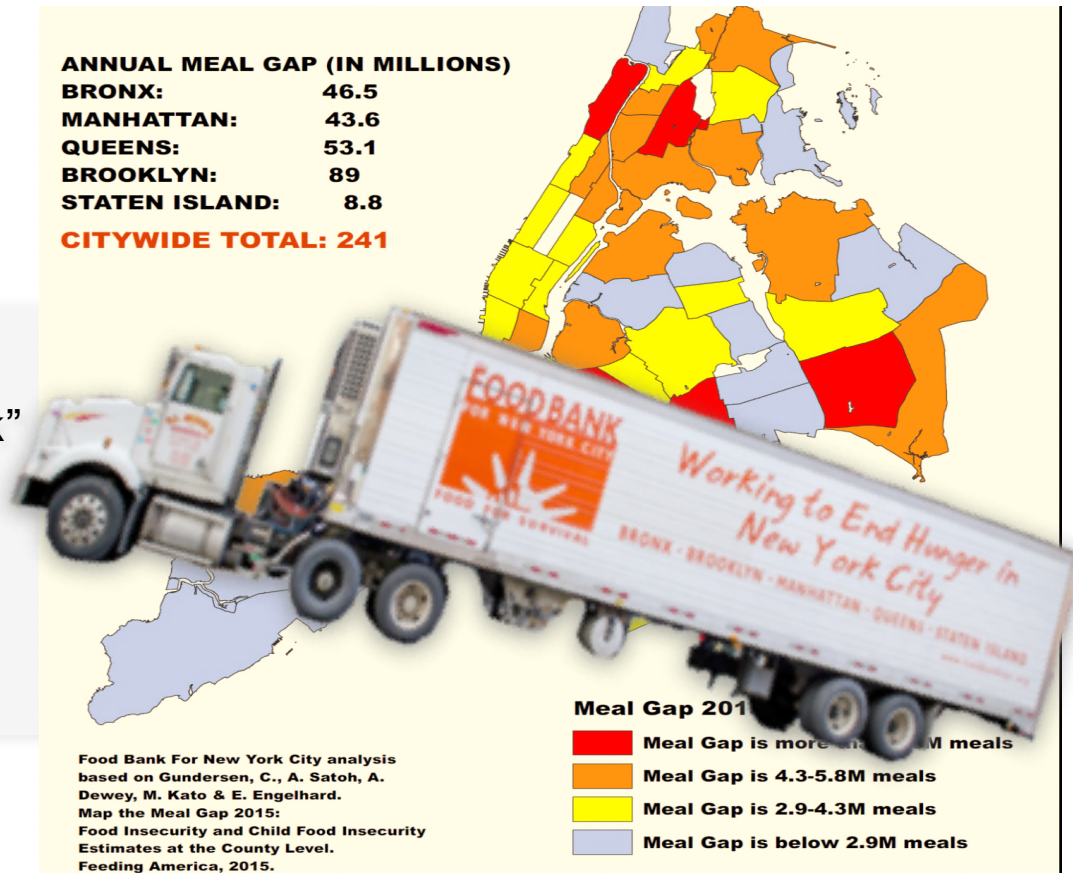 ANNUAL MEAL GAP (IN MILLIONS)
BRONX: 46.5
MANHATTAN: 43.6
QUEENS: 53.1
BROOKLYN: 89
STATEN ISLAND: 8.8
CITYWIDE TOTAL: 241
”
FOOD BANK
FOR NEW YORK CITY
FOOD FOR SURVIVAL
Working to End Hunger in
New York City
BRONX · BROOKLYN · MANHATTAN · QUEENS · STATEN ISLAND
Meal Gap 201
Meal Gap is more M meals
Meal Gap is 4.3-5.8M meals
Meal Gap is 2.9-4.3M meals
Meal Gap is below 2.9M meals
Food Bank For New York City analysis
based on Gundersen, C., A. Satoh, A.
Dewey, M. Kato & E. Engelhard.
Map the Meal Gap 2015:
Food Insecurity and Child Food Insecurity
Estimates at the County Level.
Feeding America, 2015.